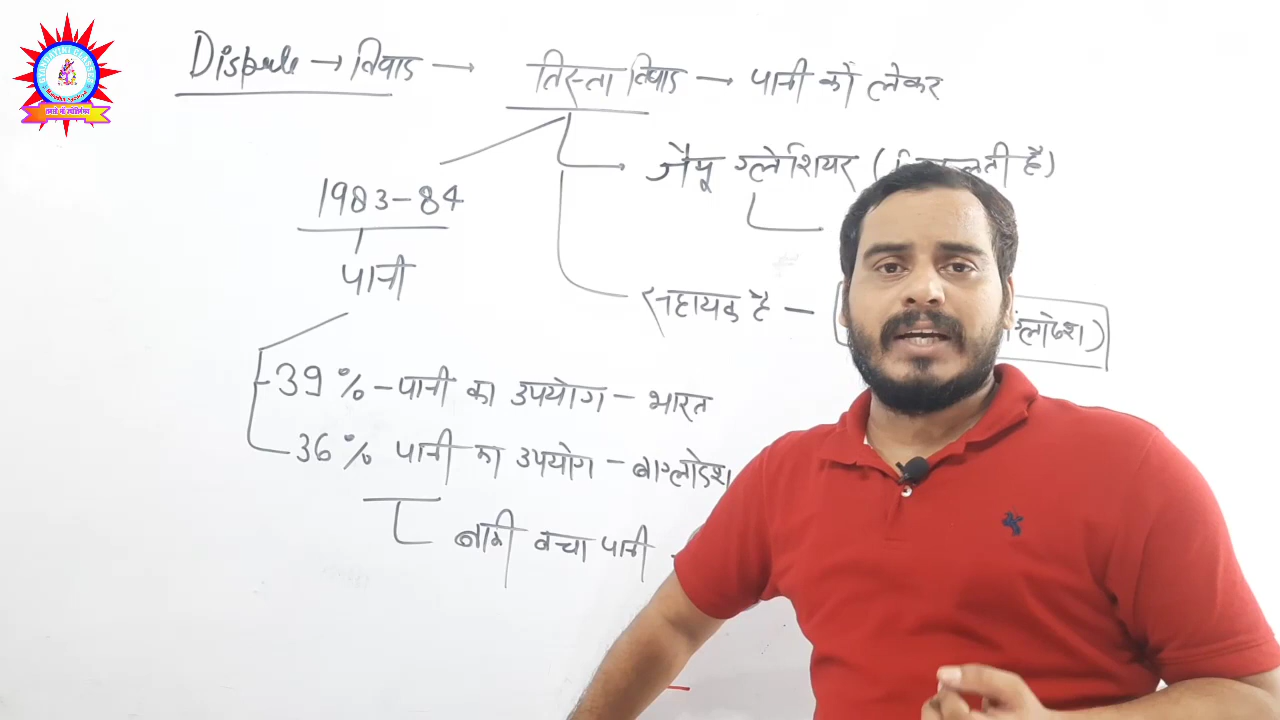 Dispute → विवाद → तिस्ता विवाद → पानी को लेकर
जैमू ग्लेशियर (
है)
1983-84
पानी
सहायक है -
39% - पानी का उपयोग - भारत
36% पानी का उपयोग - बाग्लादेश
बाकी बचा पानी -